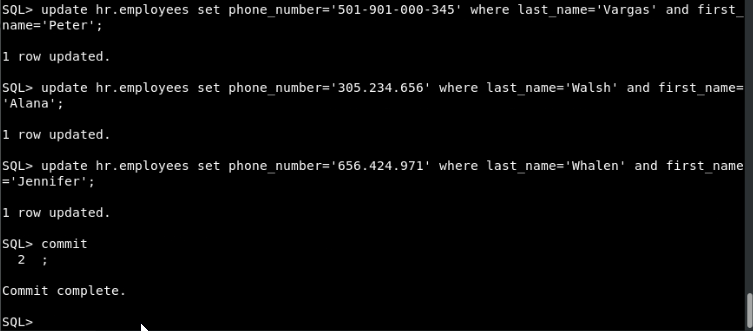 SQL> update hr.employees set phone_number='501-901-000-345' where last_name='Vargas' and first_
name='Peter';
1 row updated.
SQL> update hr.employees set phone_number='305.234.656' where last_name='Walsh' and first_name=
'Alana';
1 row updated.
SQL> update hr.employees set phone_number='656.424.971' where last_name='Whalen' and first_name
='Jennifer';
1 row updated.
SQL> commit
  2  ;
Commit complete.
SQL>